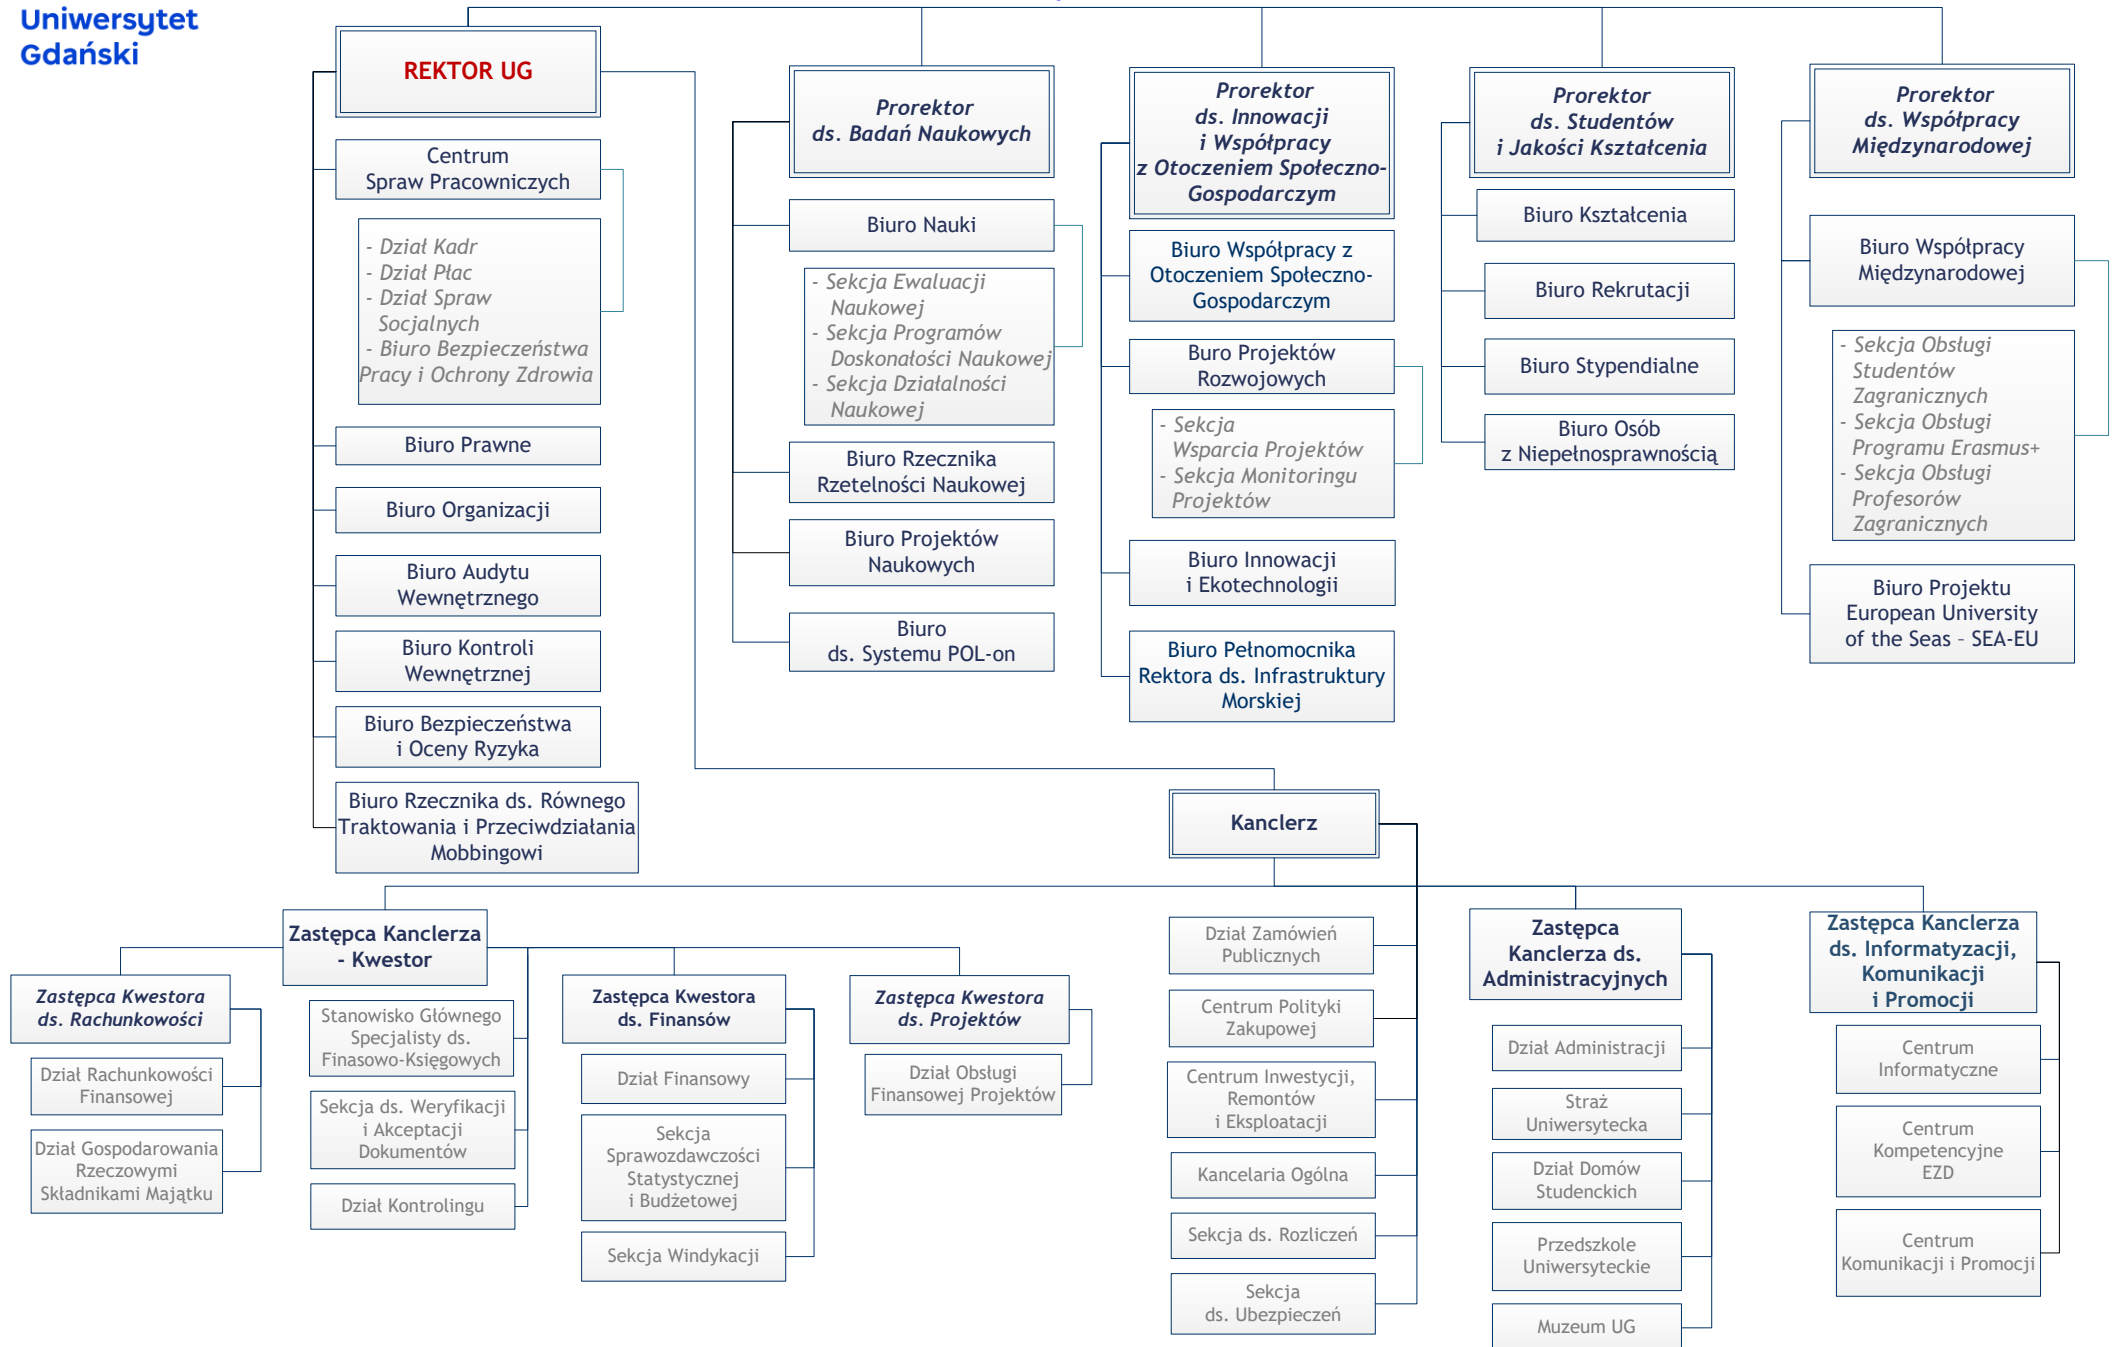 Uniwersytet
Gdański
REKTOR UG
Centrum
Spraw Pracowniczych
- Dział Kadr
- Dział Płac
- Dział Spraw
Socjalnych
- Biuro Bezpieczeństwa
Pracy i Ochrony Zdrowia
Biuro Prawne
Biuro Organizacji
Biuro Audytu
Wewnętrznego
Biuro Kontroli
Wewnętrznej
Biuro Bezpieczeństwa
i Oceny Ryzyka
Biuro Rzecznika ds. Równego
Traktowania i Przeciwdziałania
Mobbingowi
Prorektor
ds. Badań Naukowych
Biuro Nauki
- Sekcja Ewaluacji
Naukowej
- Sekcja Programów
Doskonałości Naukowej
- Sekcja Działalności
Naukowej
Biuro Rzecznika
Rzetelności Naukowej
Biuro Projektów
Naukowych
Biuro
ds. Systemu POL-on
Prorektor
ds. Innowacji
i Współpracy
z Otoczeniem Społeczno-
Gospodarczym
Biuro Współpracy z
Otoczeniem Społeczno-
Gospodarczym
Buro Projektów
Rozwojowych
- Sekcja
Wsparcia Projektów
- Sekcja Monitoringu
Projektów
Biuro Innowacji
i Ekotechnologii
Biuro Pełnomocnika
Rektora ds. Infrastruktury
Morskiej
Prorektor
ds. Studentów
i Jakości Kształcenia
Biuro Kształcenia
Biuro Rekrutacji
Biuro Stypendialne
Biuro Osób
z Niepełnosprawnością
Prorektor
ds. Współpracy
Międzynarodowej
Biuro Współpracy
Międzynarodowej
- Sekcja Obsługi
Studentów
Zagranicznych
- Sekcja Obsługi
Programu Erasmus+
- Sekcja Obsługi
Profesorów
Zagranicznych
Biuro Projektu
European University
of the Seas – SEA-EU
Kanclerz
Zastępca Kanclerza
- Kwestor
Zastępca Kwestora
ds. Rachunkowości
Dział Rachunkowości
Finansowej
Dział Gospodarowania
Rzeczowymi
Składnikami Majątku
Stanowisko Głównego
Specjalisty ds.
Finasowo-Księgowych
Sekcja ds. Weryfikacji
i Akceptacji
Dokumentów
Dział Kontrolingu
Zastępca Kwestora
ds. Finansów
Dział Finansowy
Sekcja
Sprawozdawczości
Statystycznej
i Budżetowej
Sekcja Windykacji
Zastępca Kwestora
ds. Projektów
Dział Obsługi
Finansowej Projektów
Dział Zamówień
Publicznych
Centrum Polityki
Zakupowej
Centrum Inwestycji,
Remontów
i Eksploatacji
Kancelaria Ogólna
Sekcja ds. Rozliczeń
Sekcja
ds. Ubezpieczeń
Zastępca
Kanclerza ds.
Administracyjnych
Dział Administracji
Straż
Uniwersytecka
Dział Domów
Studenckich
Przedszkole
Uniwersyteckie
Muzeum UG
Zastępca Kanclerza
ds. Informatyzacji,
Komunikacji
i Promocji
Centrum
Informatyczne
Centrum
Kompetencyjne
EZD
Centrum
Komunikacji i Promocji